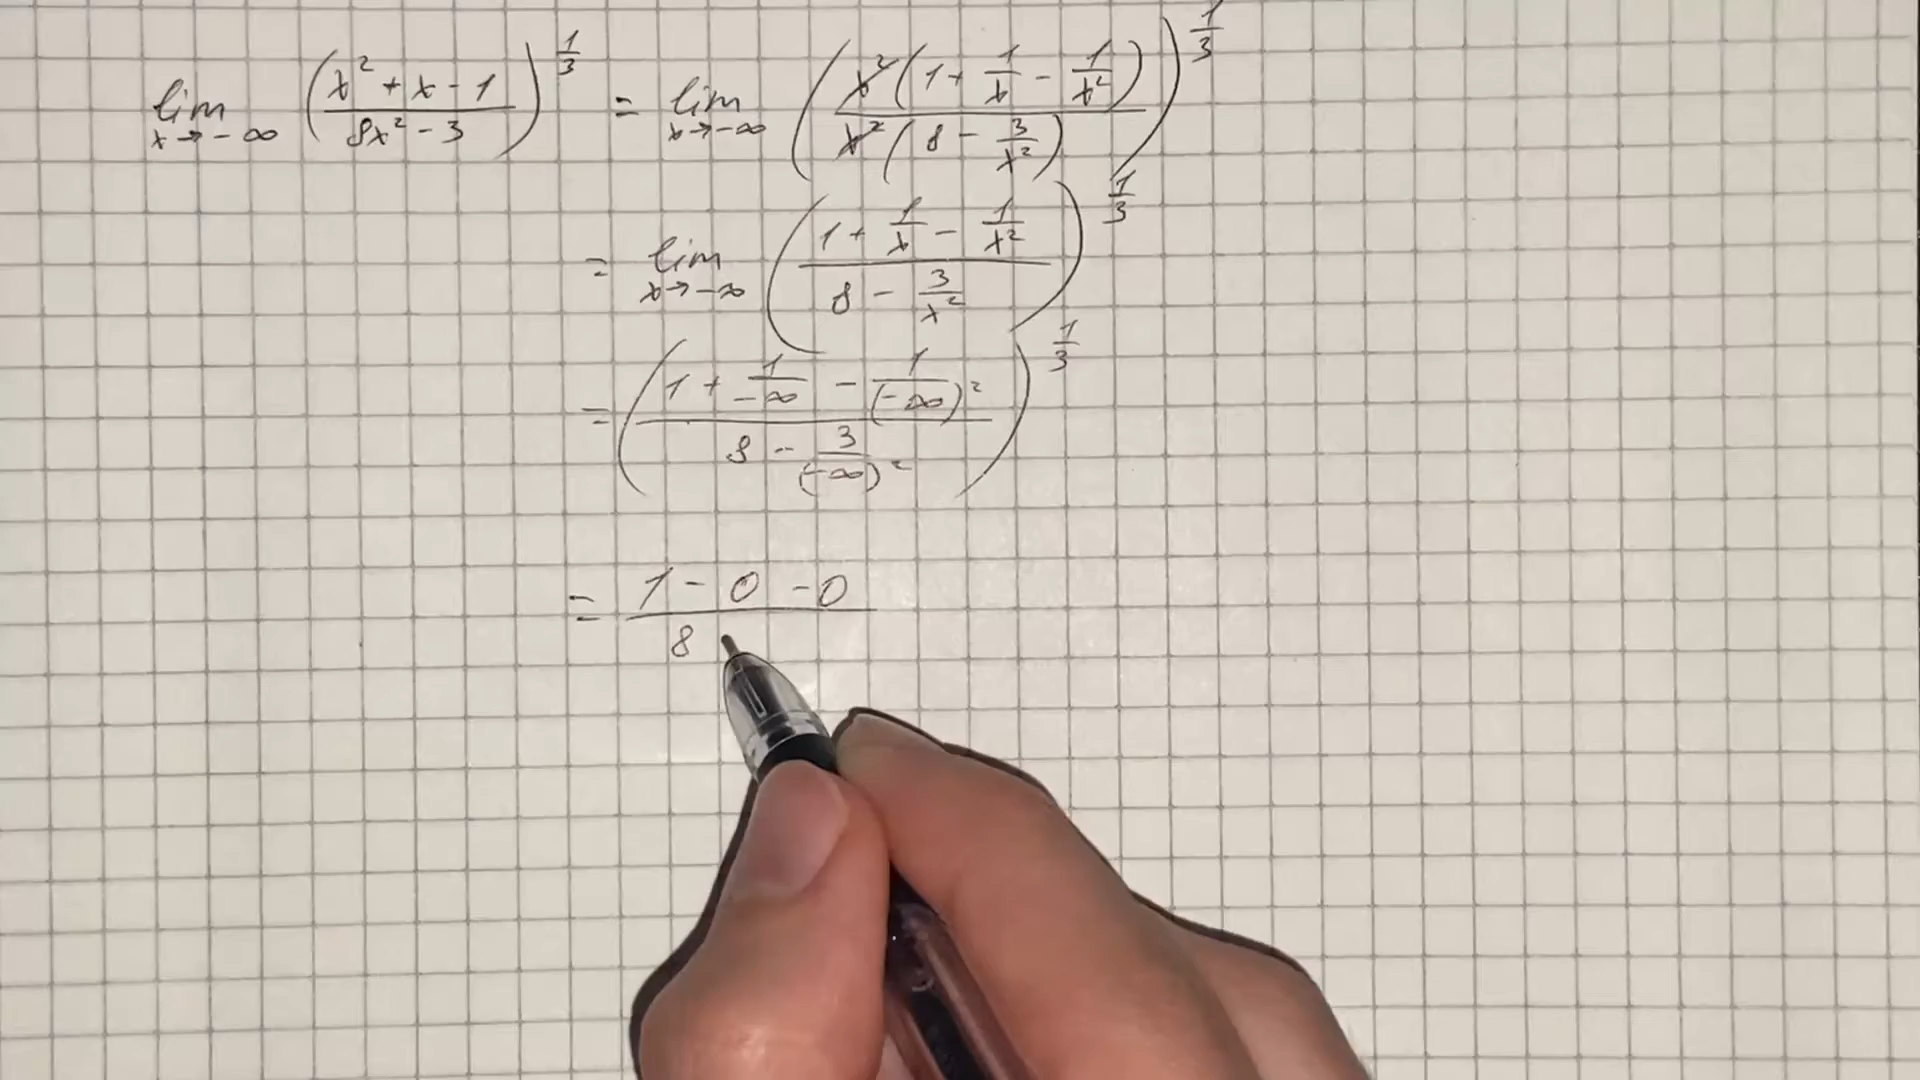 lim x→-∞ ((x² + x - 1)/(8x² - 3))^(1/3) = lim x→-∞ ((x²(1 + 1/x - 1/x²))/(x²(8 - 3/x²)))^(1/3)
= lim x→-∞ ((1 + 1/x - 1/x²)/(8 - 3/x²))^(1/3)
= ((1 + 1/-∞ - 1/(-∞)²)/(8 - 3/(-∞)²))^(1/3)
= (1 - 0 - 0)/8